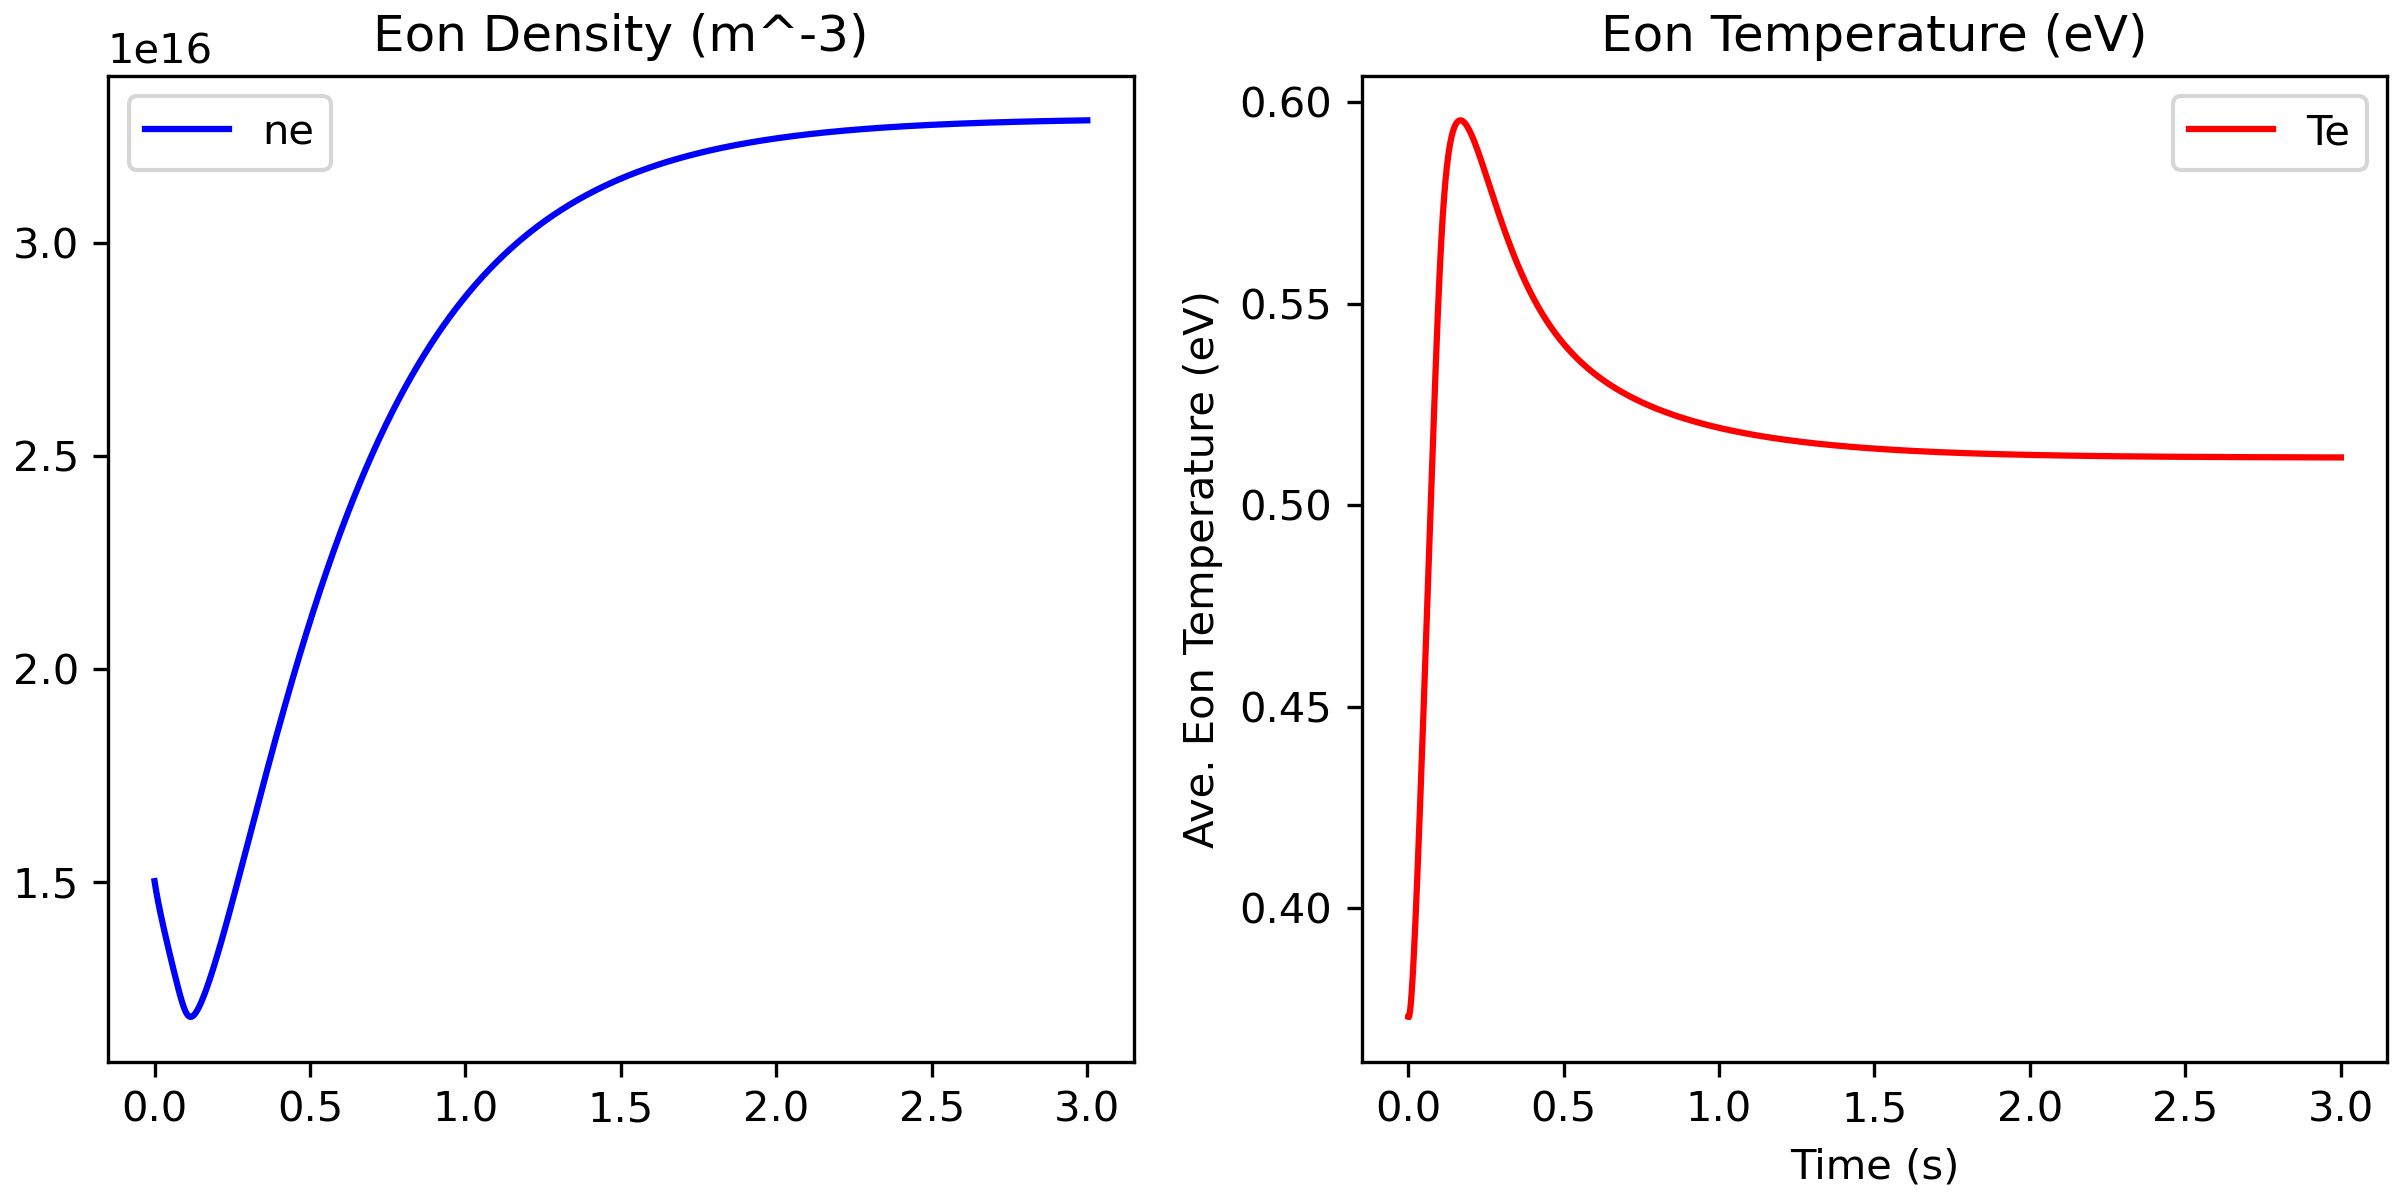 Eon Density (m^-3)
1e16
ne
3.0
2.5
2.0
1.5
0.0 0.5 1.0 1.5 2.0 2.5 3.0
Eon Temperature (eV)
Te
Ave. Eon Temperature (eV)
0.60
0.55
0.50
0.45
0.40
0.0 0.5 1.0 1.5 2.0 2.5 3.0
Time (s)